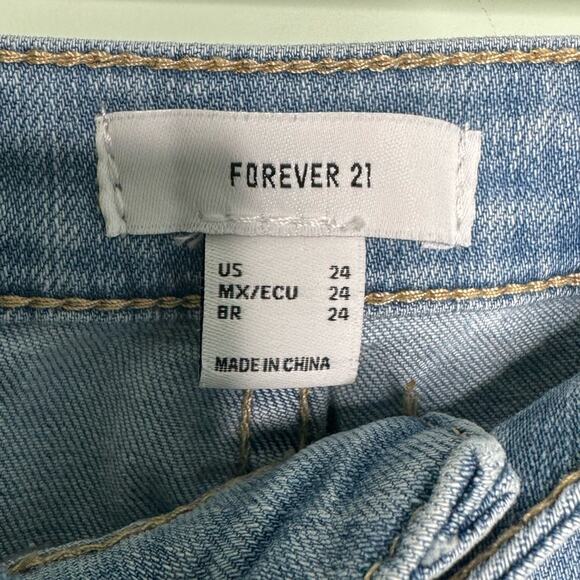 FOREVER 21
US 24
MX/ECU 24
BR 24
MADE IN CHINA